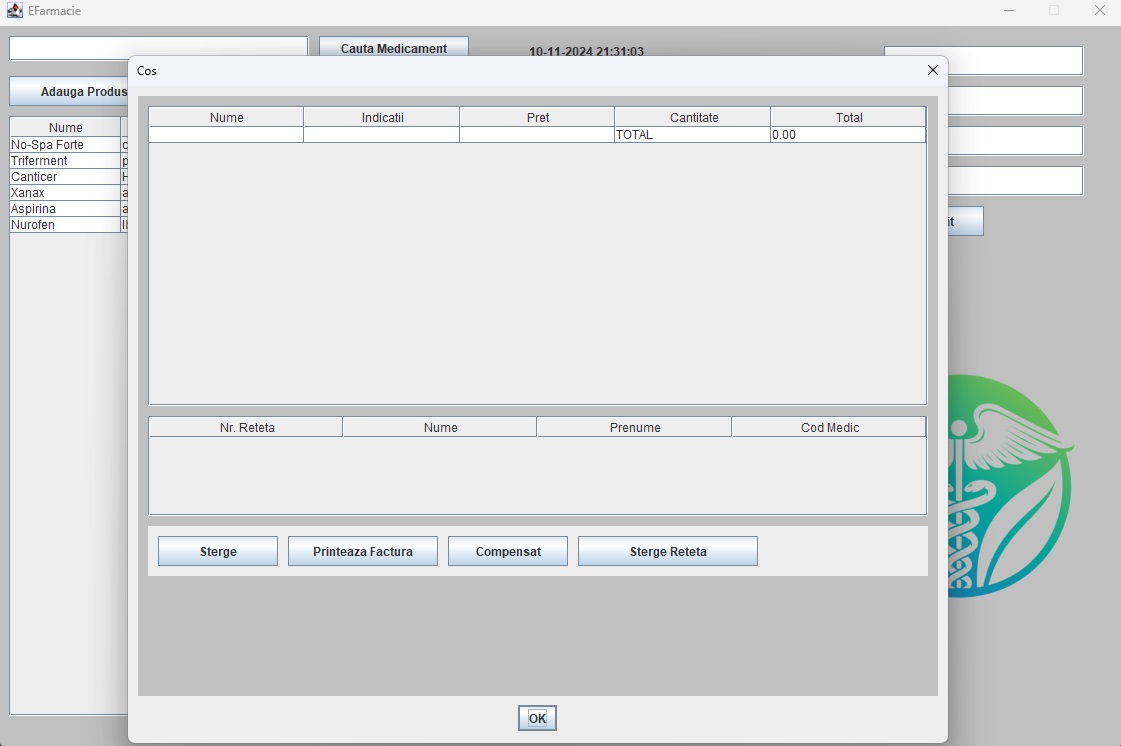 EFarmacie
Cauta Medicament
10-11-2024 21:31:03
Adauga Produs
Nume
No-Spa Forte
Triferment
Canticer
Xanax
Aspirina
Nurofen
Cos
Nume Indicatii Pret Cantitate Total
TOTAL 0.00
Nr. Reteta Nume Prenume Cod Medic
Sterge Printeaza Factura Compensat Sterge Reteta
OK